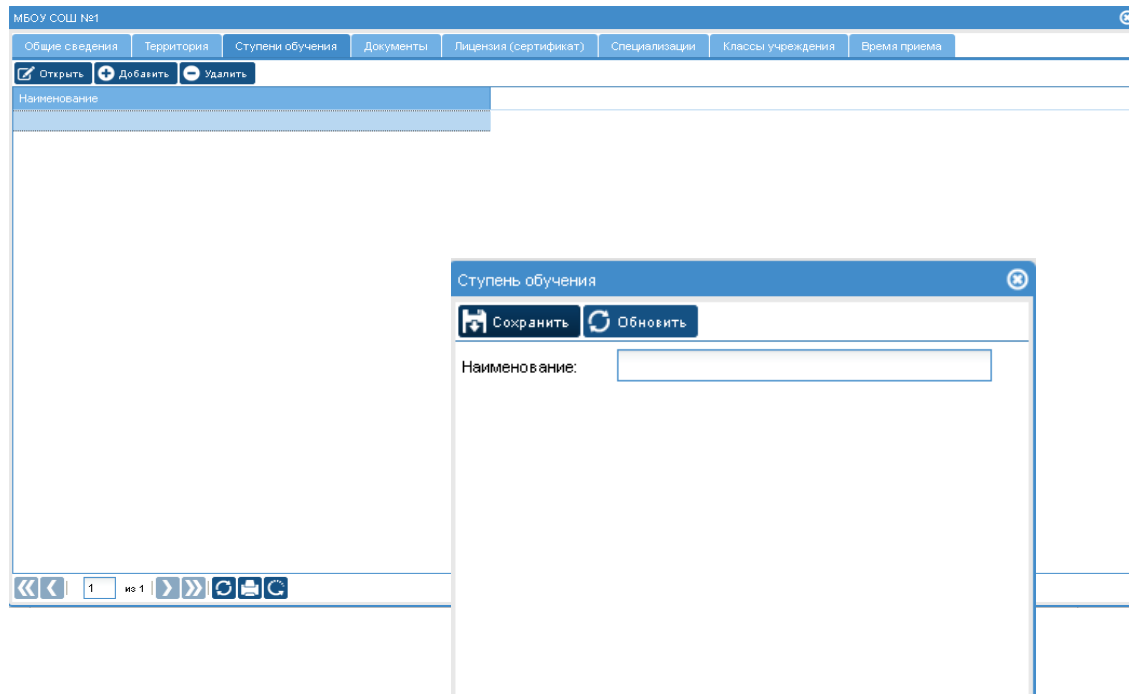 МБОУ СОШ №1
Общие сведения Территория Ступени обучения Документы Лицензия (сертификат) Специализации Классы учреждения Время приема
Открыть Добавить Удалить
Наименование
Ступень обучения
Сохранить Обновить
Наименование:
1 из 1